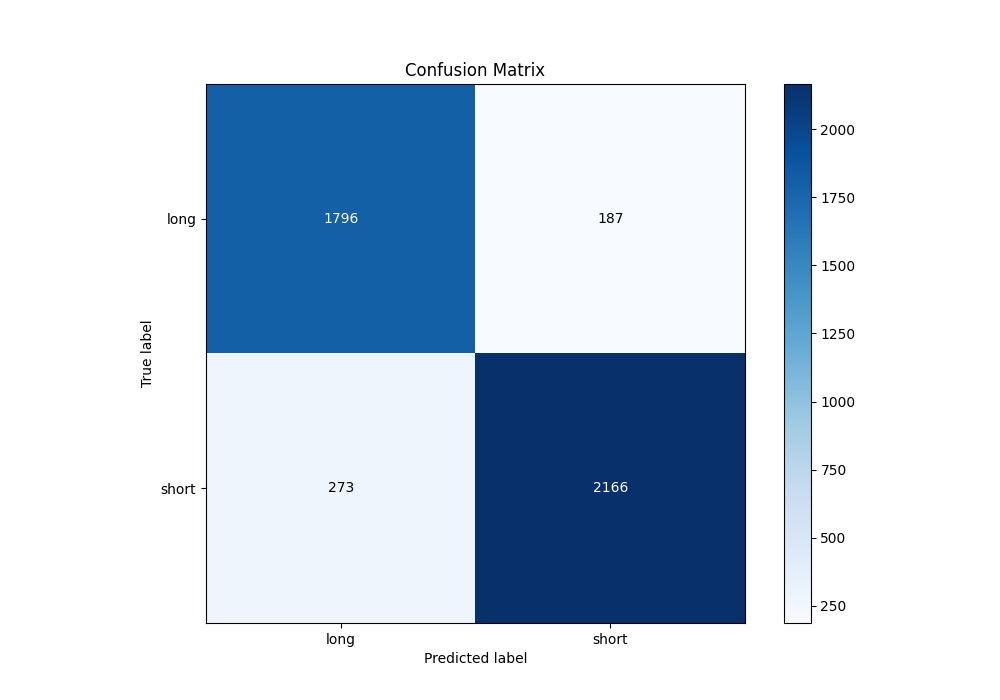 Confusion Matrix
True label
long
short
1796
187
273
2166
long
short
Predicted label
2000
1750
1500
1250
1000
750
500
250